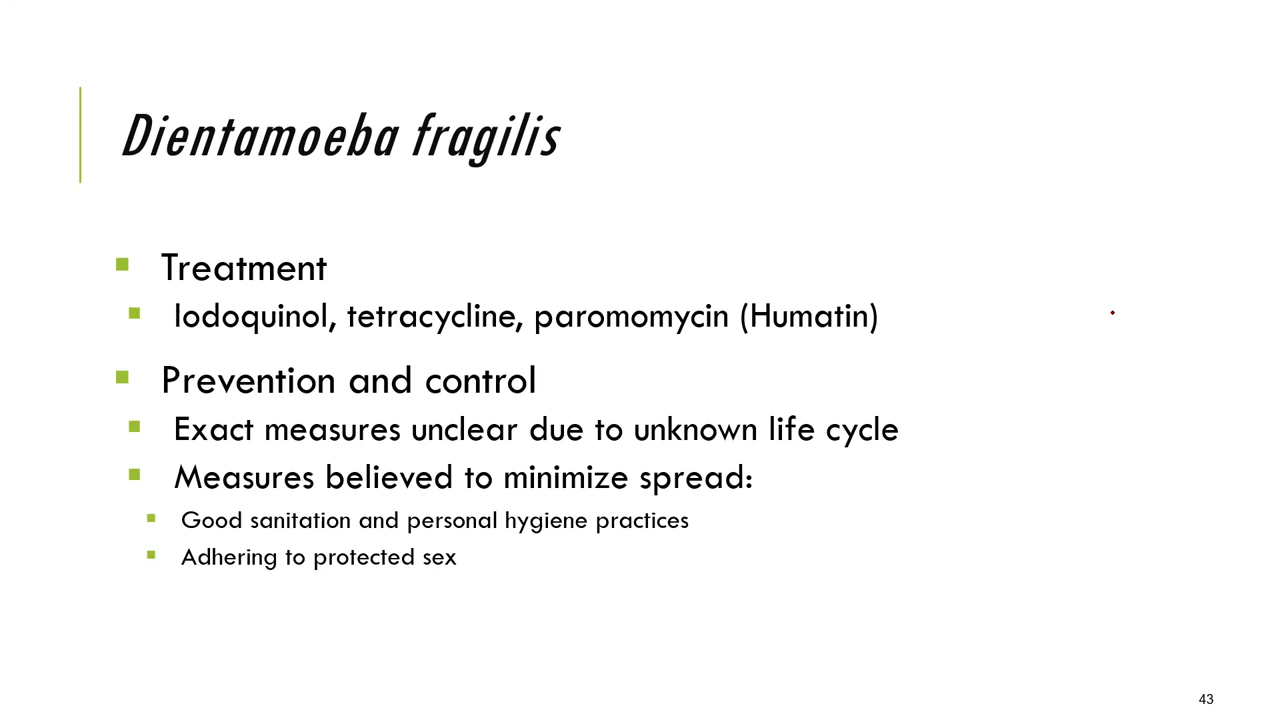 Dientamoeba fragilis
Treatment
Iodoquinol, tetracycline, paromomycin (Humatin)
Prevention and control
Exact measures unclear due to unknown life cycle
Measures believed to minimize spread:
Good sanitation and personal hygiene practices
Adhering to protected sex
43